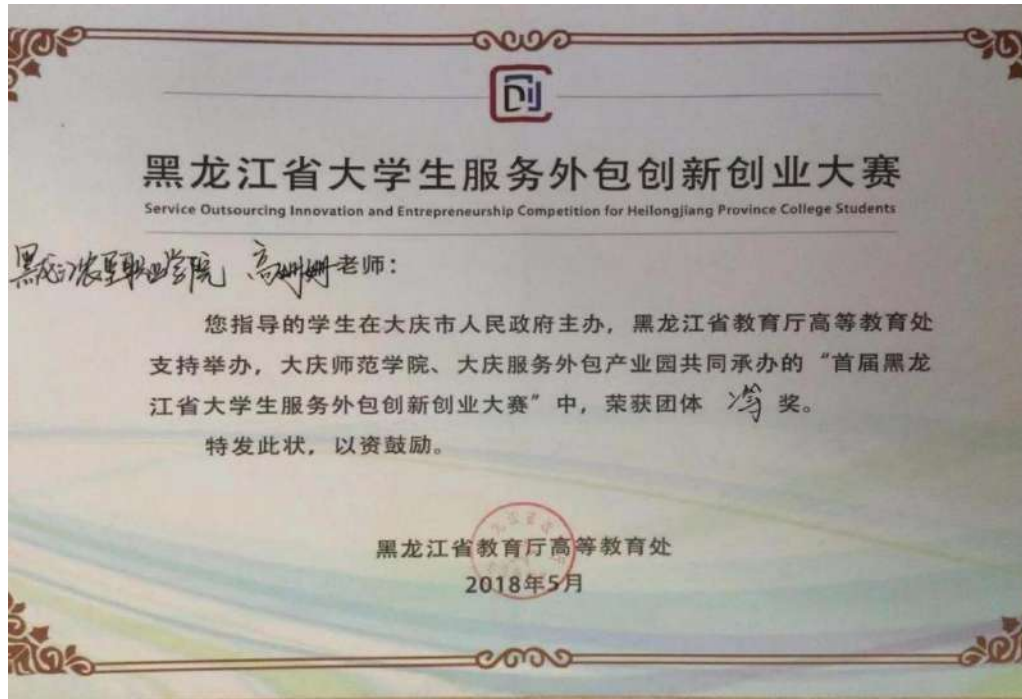 黑龙江省大学生服务外包创新创业大赛
Service Outsourcing Innovation and Entrepreneurship Competition for Heilongjiang Province College Students
黑龙江农垦职业学院 高姗姗老师：
您指导的学生在大庆市人民政府主办，黑龙江省教育厅高等教育处
支持举办，大庆师范学院、大庆服务外包产业园共同承办的“首届黑龙
江省大学生服务外包创新创业大赛”中，荣获团体 等 奖。
特发此状，以资鼓励。
黑龙江省教育厅高等教育处
2018年5月